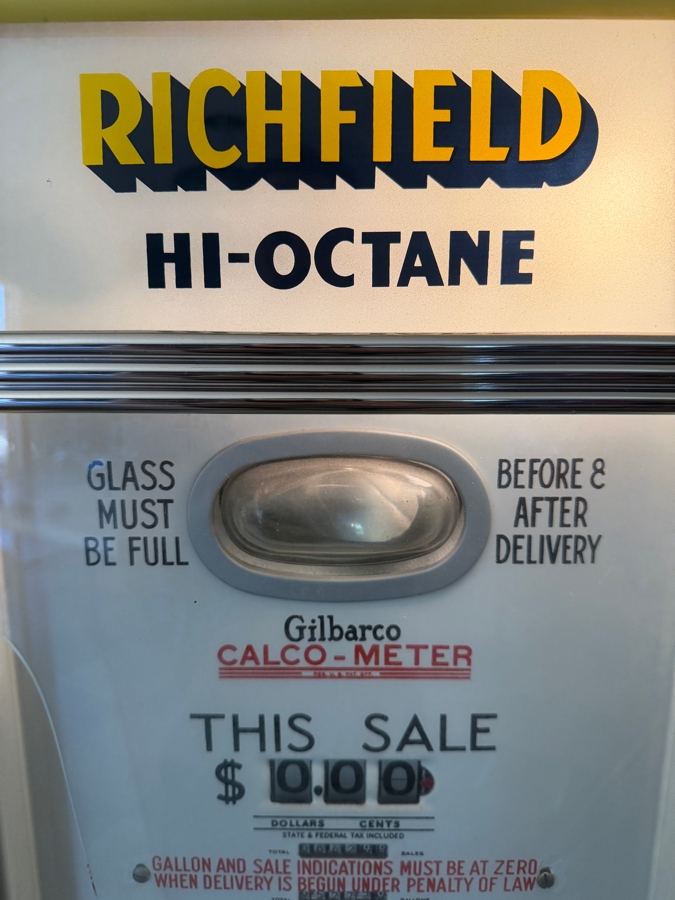 RICHFIELD
HI-OCTANE
GLASS
MUST
BE FULL
BEFORE &
AFTER
DELIVERY
Gilbarco
CALCO-METER
THIS SALE
$ 0.00
DOLLARS CENTS
STATE & FEDERAL TAX INCLUDED
TOTAL SALES
GALLON AND SALE INDICATIONS MUST BE AT ZERO
WHEN DELIVERY IS BEGUN UNDER PENALTY OF LAW